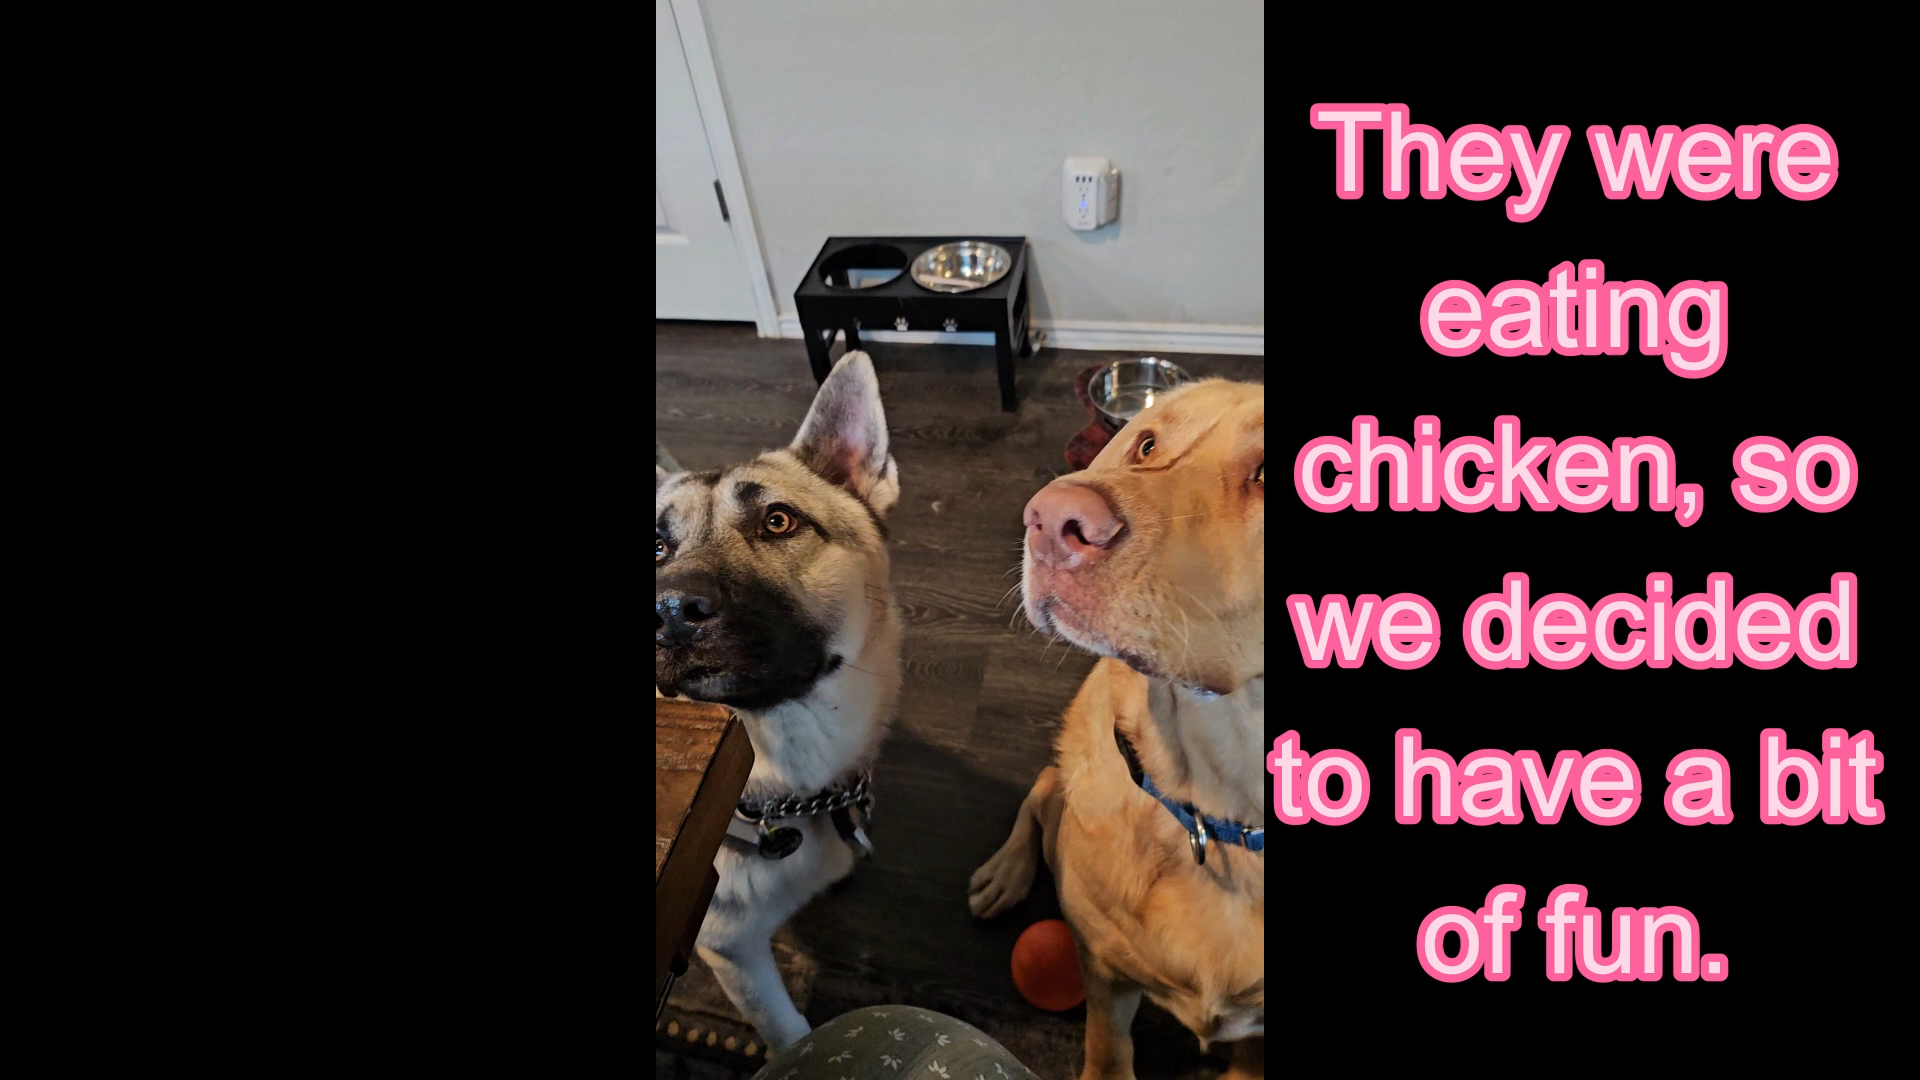 They were
eating
chicken, so
we decided
to have a bit
of fun.